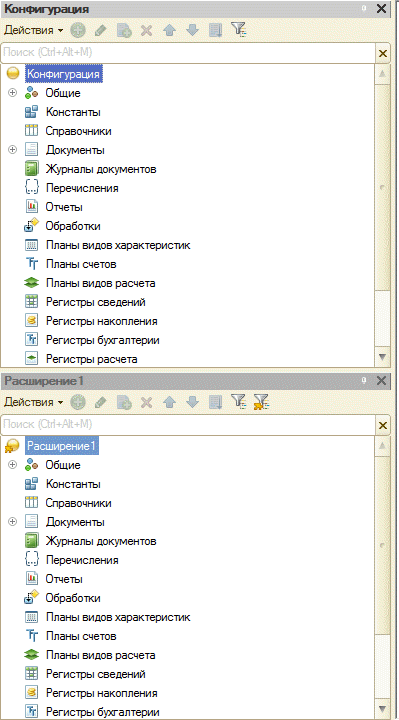 Конфигурация
Действия
Поиск (Ctrl+Alt+M)
Конфигурация
Общие
Константы
Справочники
Документы
Журналы документов
Перечисления
Отчеты
Обработки
Планы видов характеристик
Планы счетов
Планы видов расчета
Регистры сведений
Регистры накопления
Регистры бухгалтерии
Регистры расчета
Расширение1
Действия
Поиск (Ctrl+Alt+M)
Расширение1
Общие
Константы
Справочники
Документы
Журналы документов
Перечисления
Отчеты
Обработки
Планы видов характеристик
Планы счетов
Планы видов расчета
Регистры сведений
Регистры накопления
Регистры бухгалтерии